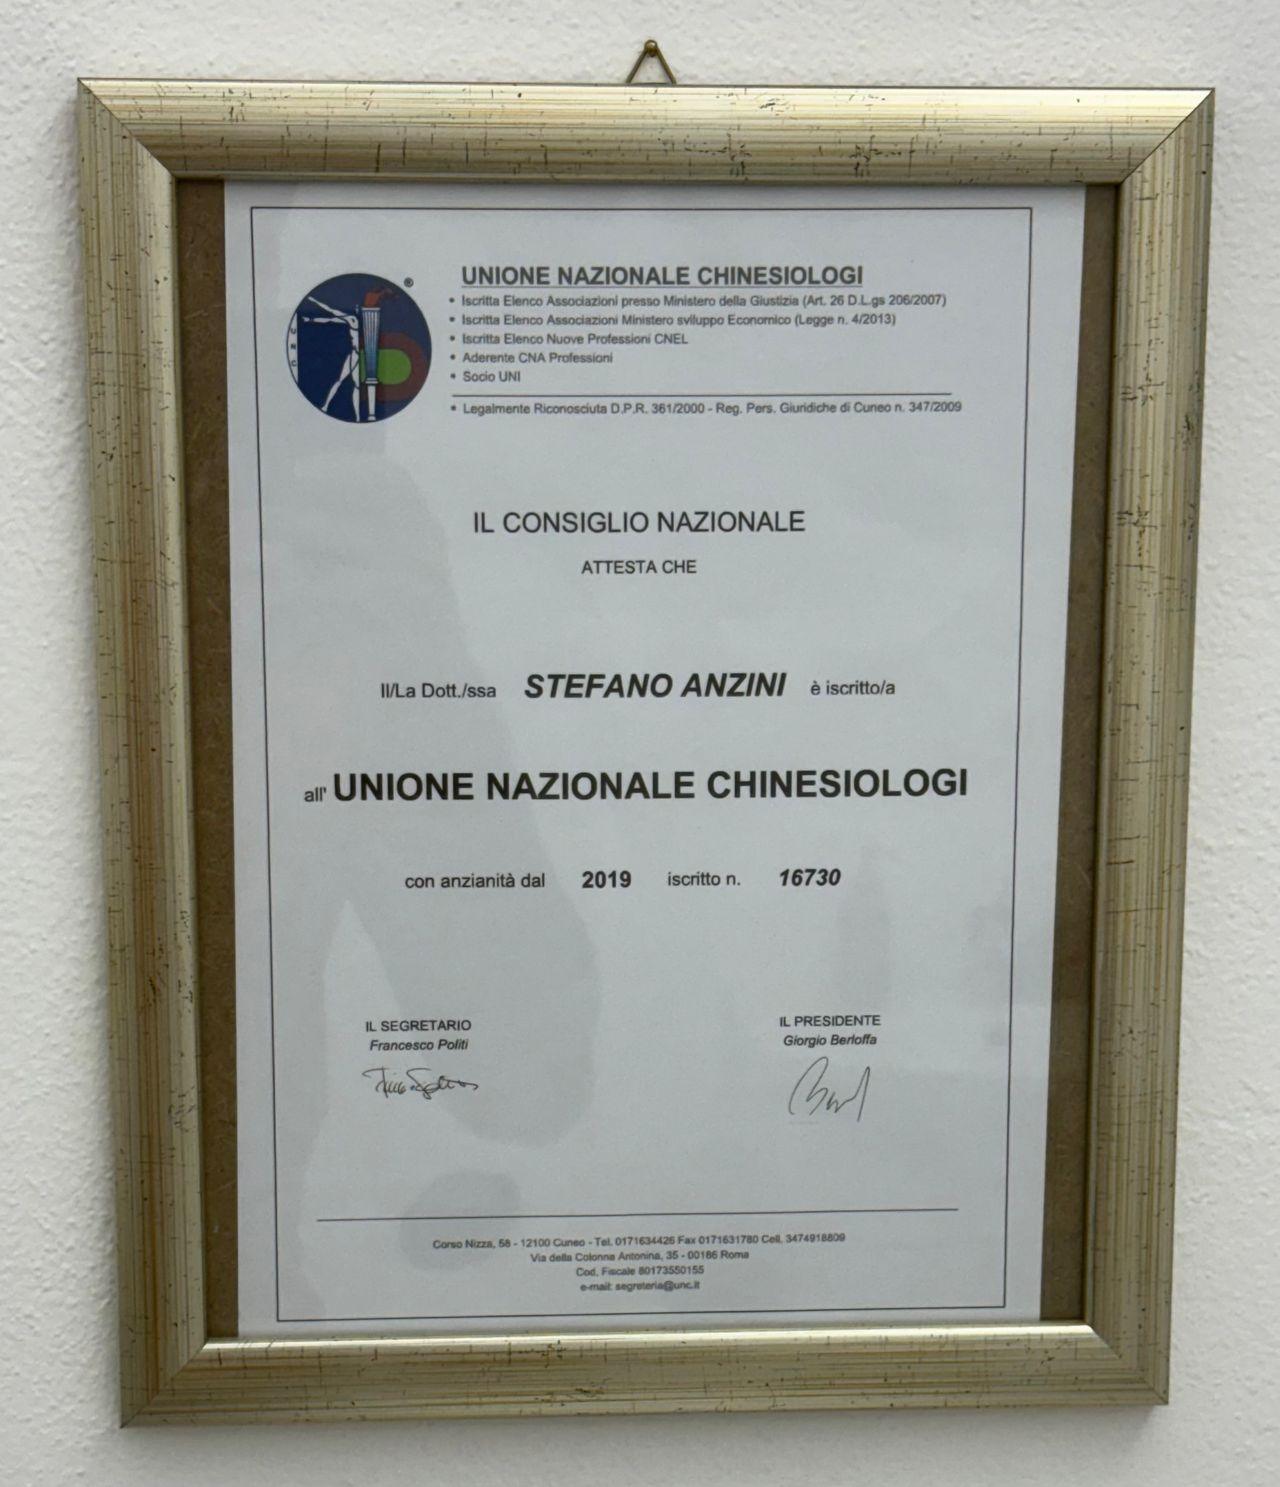 UNIONE NAZIONALE CHINESIOLOGI
• Iscritta Elenco Associazioni presso Ministero della Giustizia (Art. 26 D.L.gs 206/2007)
• Iscritta Elenco Associazioni Ministero sviluppo Economico (Legge n. 4/2013)
• Iscritta Elenco Nuove Professioni CNEL
• Aderente CNA Professioni
• Socio UNI
• Legalmente Riconosciuta D.P.R. 361/2000 - Reg. Pers. Giuridiche di Cuneo n. 347/2009
®
UNC
IL CONSIGLIO NAZIONALE
ATTESTA CHE
Il/La Dott./ssa STEFANO ANZINI è iscritto/a
all' UNIONE NAZIONALE CHINESIOLOGI
con anzianità dal 2019 iscritto n. 16730
IL SEGRETARIO
Francesco Politi
IL PRESIDENTE
Giorgio Berloffa
Corso Nizza, 58 - 12100 Cuneo - Tel. 0171634426 Fax 0171631780 Cell. 3474918809
Via della Colonna Antonina, 35 - 00186 Roma
Cod. Fiscale 80173550155
e-mail: segreteria@unc.it